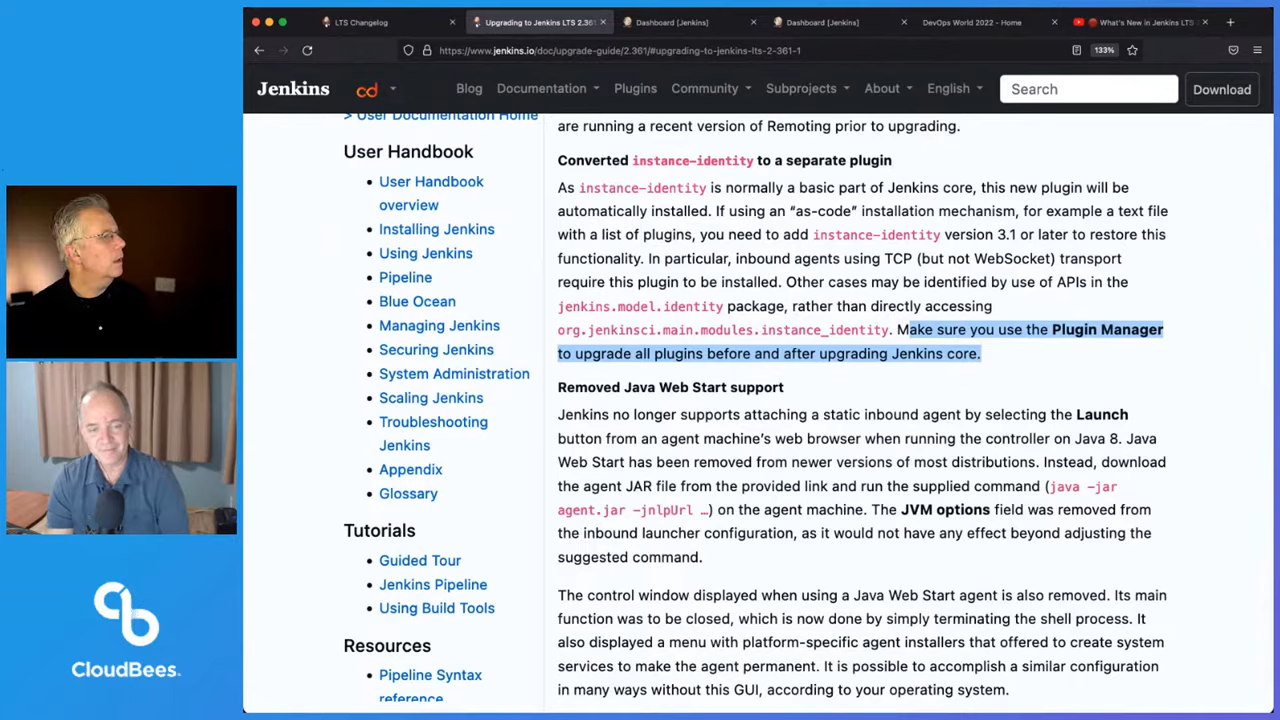 LTS Changelog
Upgrading to Jenkins LTS 2.361
Dashboard [Jenkins]
Dashboard [Jenkins]
DevOps World 2022 - Home
What's New in Jenkins LTS 2
https://www.jenkins.io/doc/upgrade-guide/2.361/#upgrading-to-jenkins-lts-2-361-1
133%
Jenkins
cd
Blog
Documentation
Plugins
Community
Subprojects
About
English
Search
Download
> User Documentation Home
User Handbook
User Handbook
overview
Installing Jenkins
Using Jenkins
Pipeline
Blue Ocean
Managing Jenkins
Securing Jenkins
System Administration
Scaling Jenkins
Troubleshooting
Jenkins
Appendix
Glossary
Tutorials
Guided Tour
Jenkins Pipeline
Using Build Tools
Resources
Pipeline Syntax
reference
are running a recent version of Remoting prior to upgrading.
Converted instance-identity to a separate plugin
As instance-identity is normally a basic part of Jenkins core, this new plugin will be
automatically installed. If using an “as-code” installation mechanism, for example a text file
with a list of plugins, you need to add instance-identity version 3.1 or later to restore this
functionality. In particular, inbound agents using TCP (but not WebSocket) transport
require this plugin to be installed. Other cases may be identified by use of APIs in the
jenkins.model.identity package, rather than directly accessing
org.jenkinsci.main.modules.instance_identity. Make sure you use the Plugin Manager
to upgrade all plugins before and after upgrading Jenkins core.
Removed Java Web Start support
Jenkins no longer supports attaching a static inbound agent by selecting the Launch
button from an agent machine’s web browser when running the controller on Java 8. Java
Web Start has been removed from newer versions of most distributions. Instead, download
the agent JAR file from the provided link and run the supplied command (java -jar
agent.jar -jnlpUrl …) on the agent machine. The JVM options field was removed from
the inbound launcher configuration, as it would not have any effect beyond adjusting the
suggested command.
The control window displayed when using a Java Web Start agent is also removed. Its main
function was to be closed, which is now done by simply terminating the shell process. It
also displayed a menu with platform-specific agent installers that offered to create system
services to make the agent permanent. It is possible to accomplish a similar configuration
in many ways without this GUI, according to your operating system.
CloudBees.